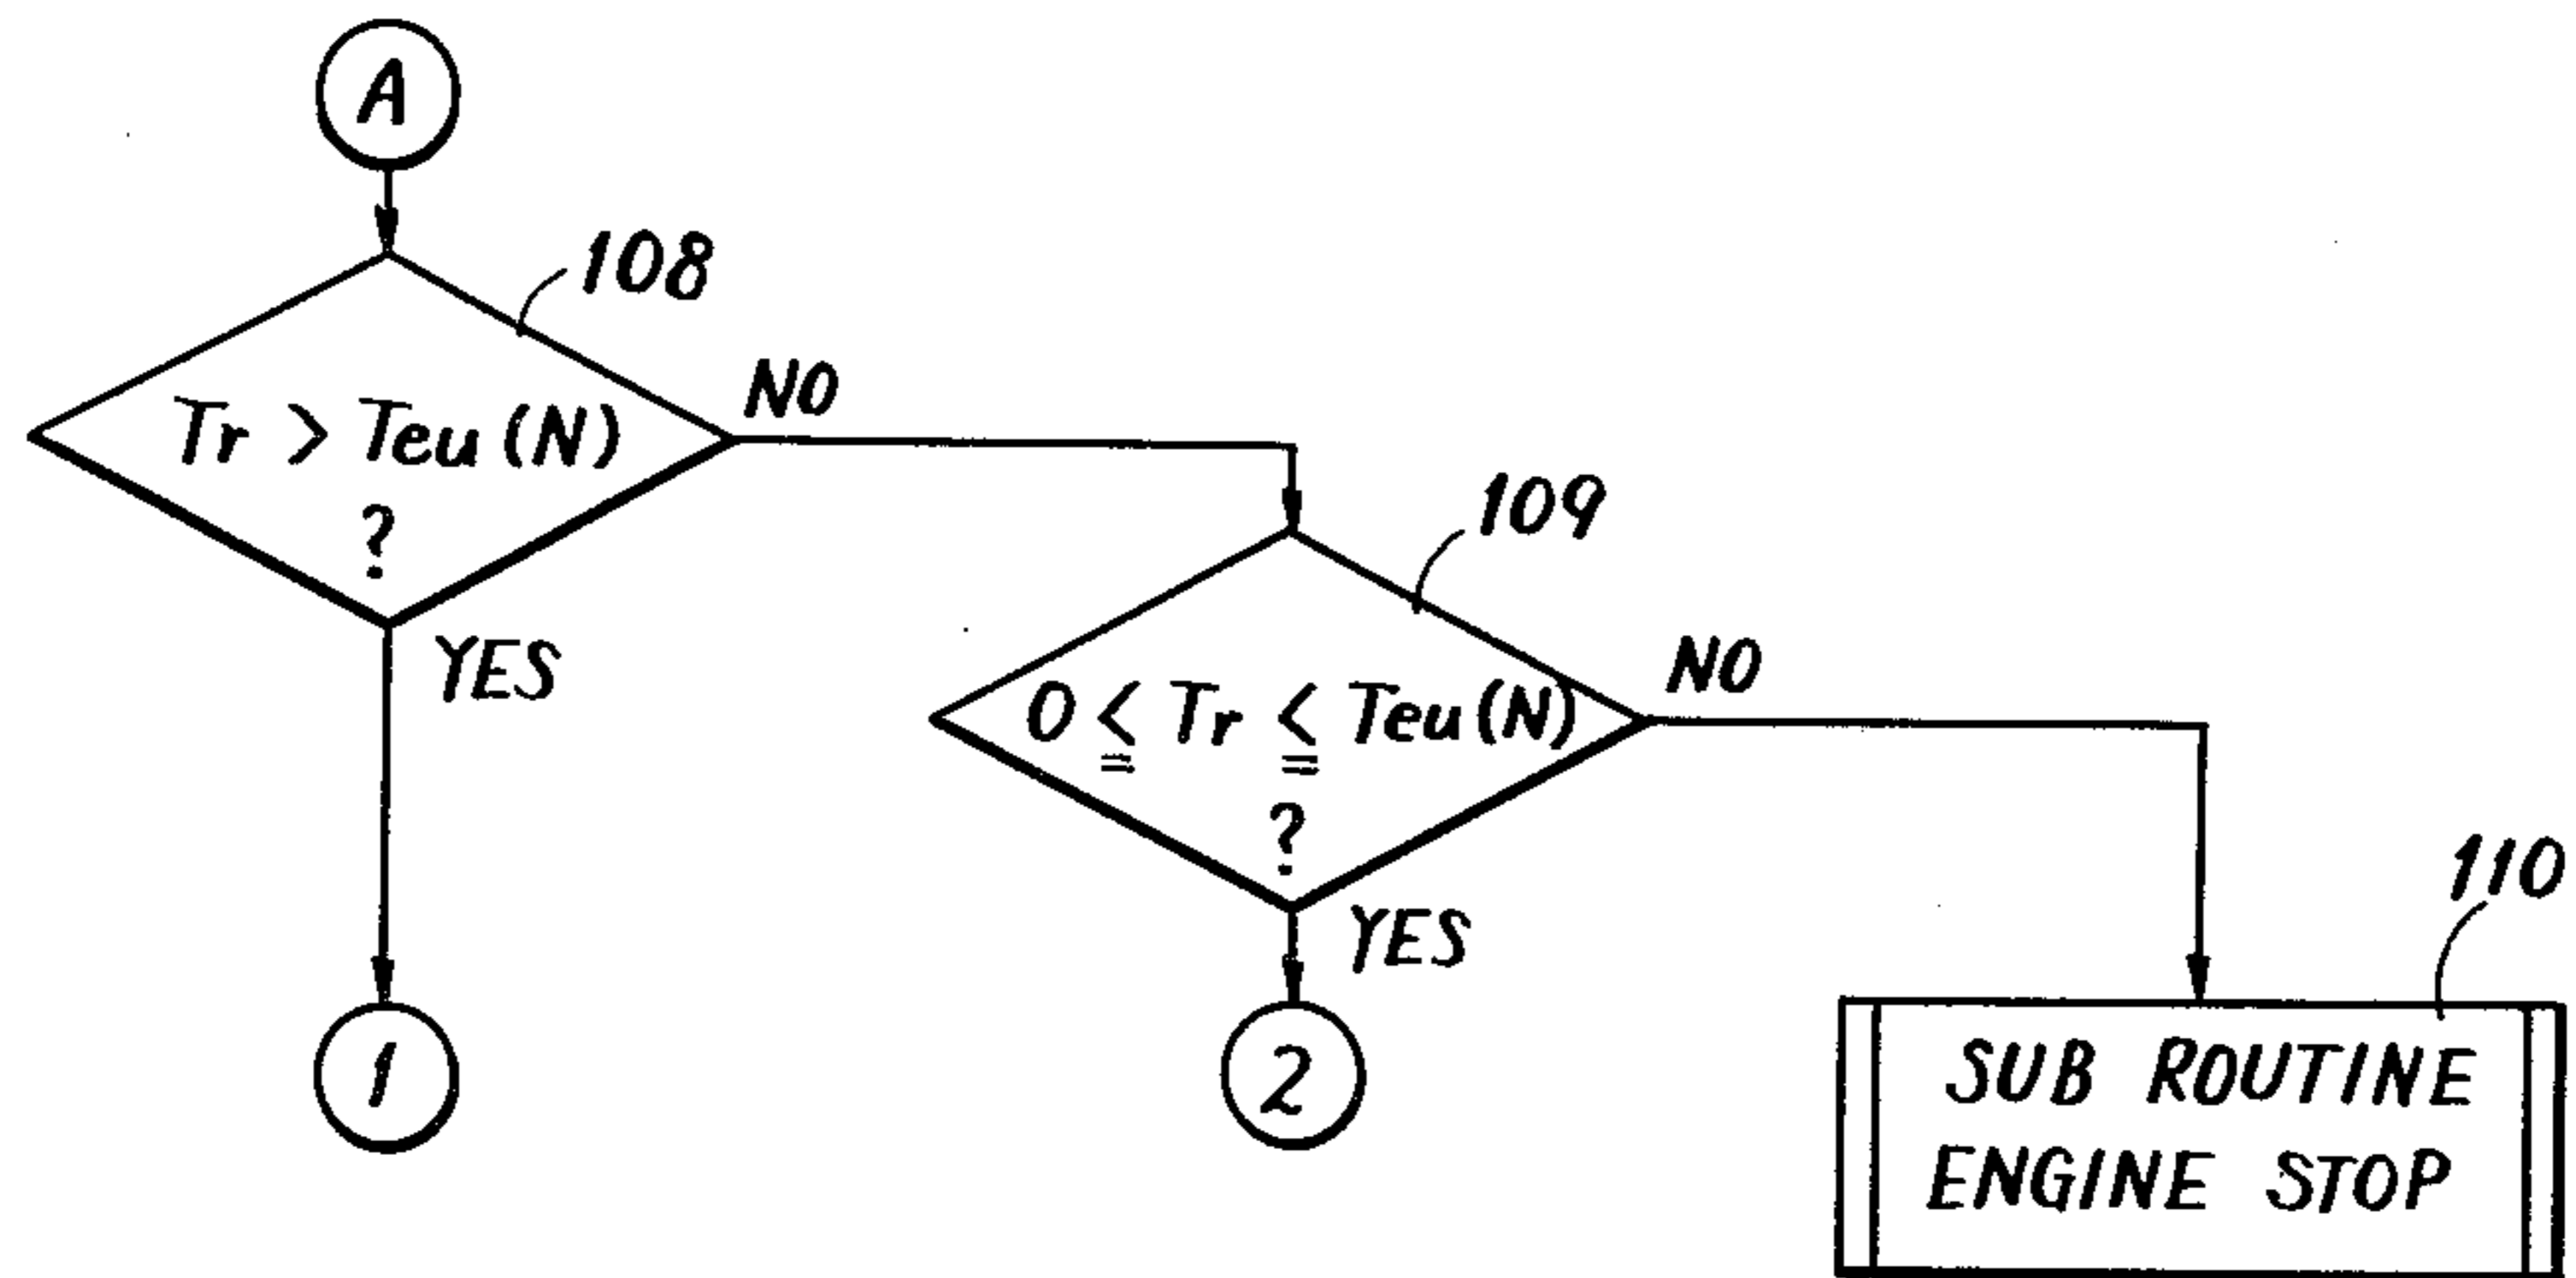 A
108
Tr > Teu (N)
?
NO
YES
109
0 ≦ Tr ≦ Teu (N)
?
NO
YES
110
1
2
SUB ROUTINE
ENGINE STOP